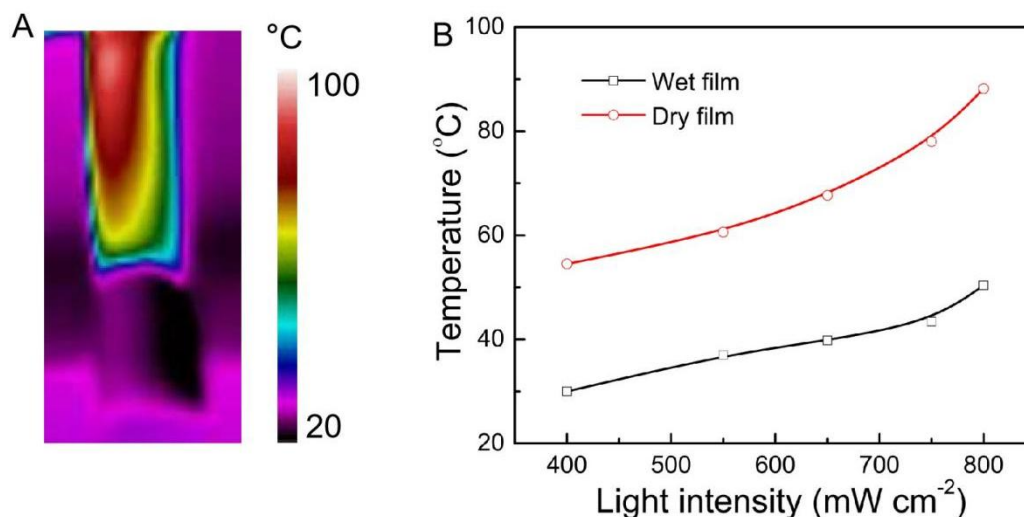 A
°C
100
20
B
100
80
60
40
20
Temperature (°C)
Wet film
Dry film
400 500 600 700 800
Light intensity (mW cm⁻²)